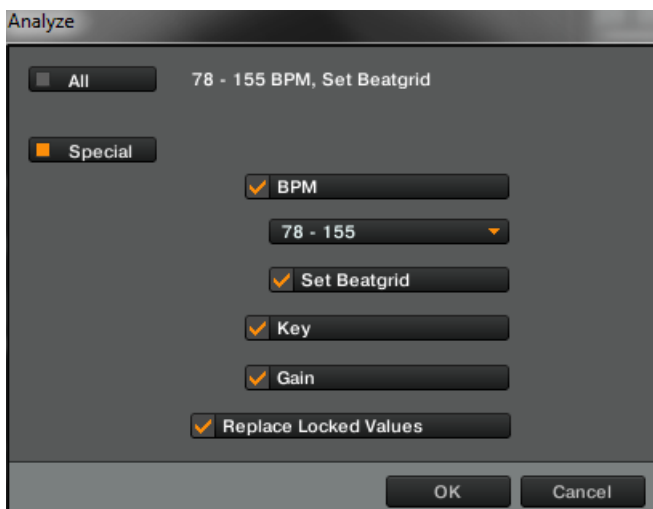 Analyze
All 78 - 155 BPM, Set Beatgrid
Special
BPM
78 - 155
Set Beatgrid
Key
Gain
Replace Locked Values
OK Cancel